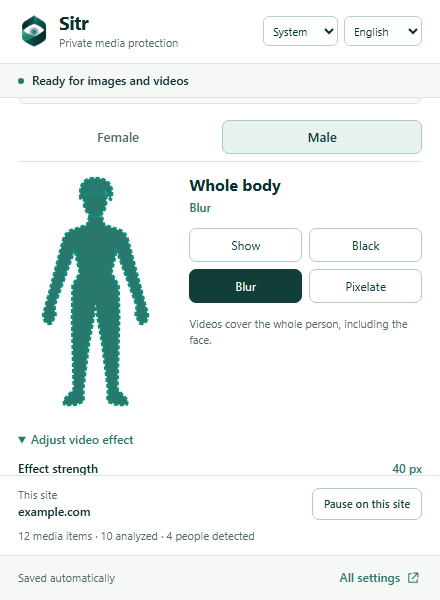 Sitr
Private media protection
System
English
Ready for images and videos
Female
Male
Whole body
Blur
Show
Black
Blur
Pixelate
Videos cover the whole person, including the
face.
▼ Adjust video effect
Effect strength
40 px
This site
example.com
Pause on this site
12 media items · 10 analyzed · 4 people detected
Saved automatically
All settings